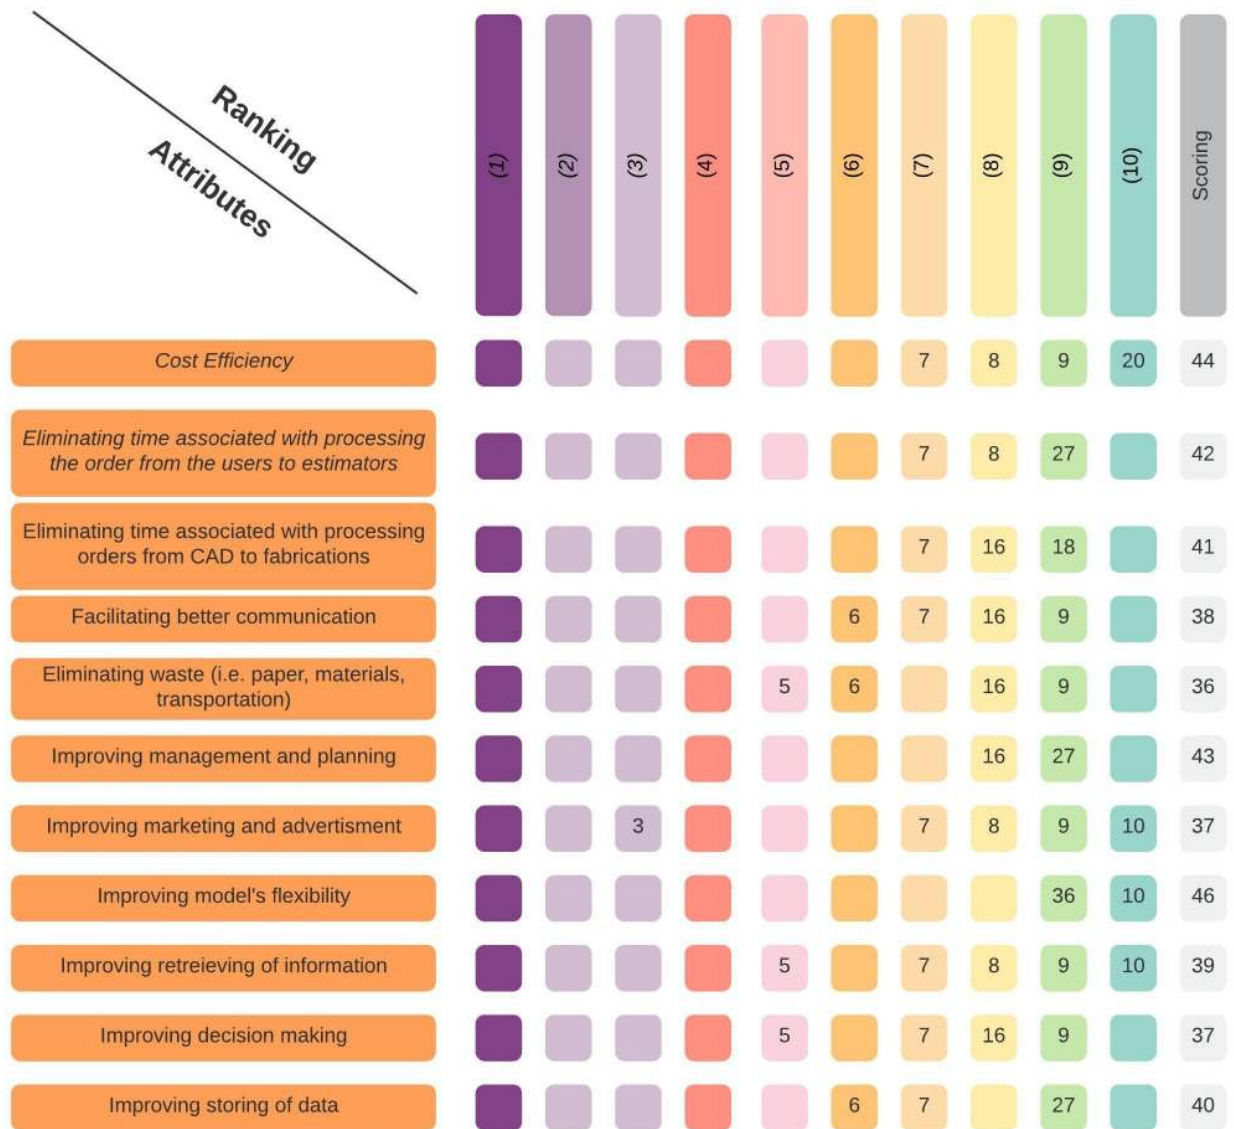 Ranking
Attributes
(1) (2) (3) (4) (5) (6) (7) (8) (9) (10) Scoring
Cost Efficiency 7 8 9 20 44
Eliminating time associated with processing
the order from the users to estimators 7 8 27 42
Eliminating time associated with processing
orders from CAD to fabrications 7 16 18 41
Facilitating better communication 6 7 16 9 38
Eliminating waste (i.e. paper, materials,
transportation) 5 6 16 9 36
Improving management and planning 16 27 43
Improving marketing and advertisment 3 7 8 9 10 37
Improving model's flexibility 36 10 46
Improving retreieving of information 5 7 8 9 10 39
Improving decision making 5 7 16 9 37
Improving storing of data 6 7 27 40